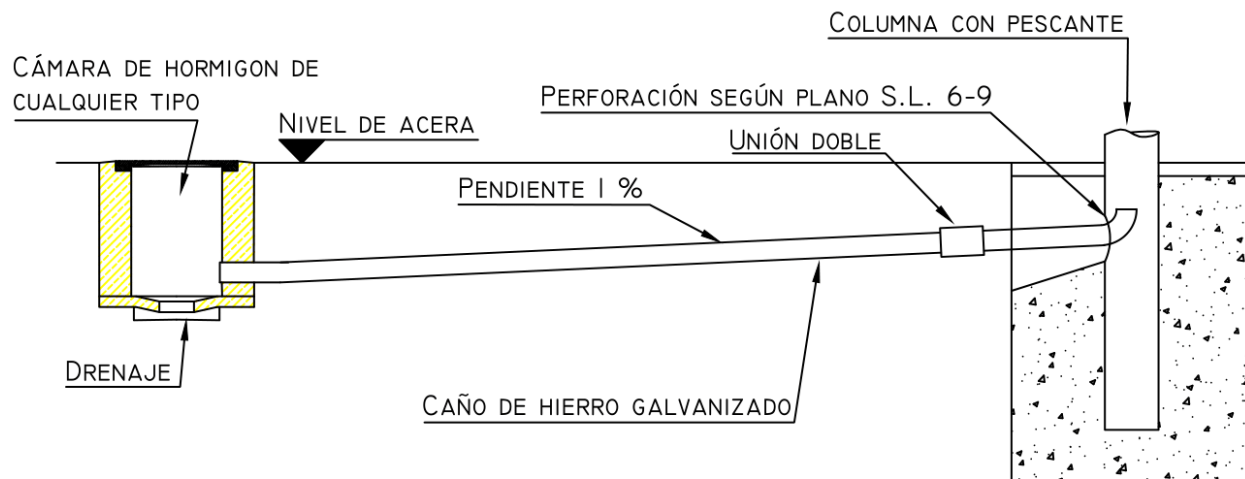 COLUMNA CON PESCANTE
CÁMARA DE HORMIGON DE
CUALQUIER TIPO
PERFORACIÓN SEGÚN PLANO S.L. 6-9
NIVEL DE ACERA
UNIÓN DOBLE
PENDIENTE 1 %
DRENAJE
CAÑO DE HIERRO GALVANIZADO